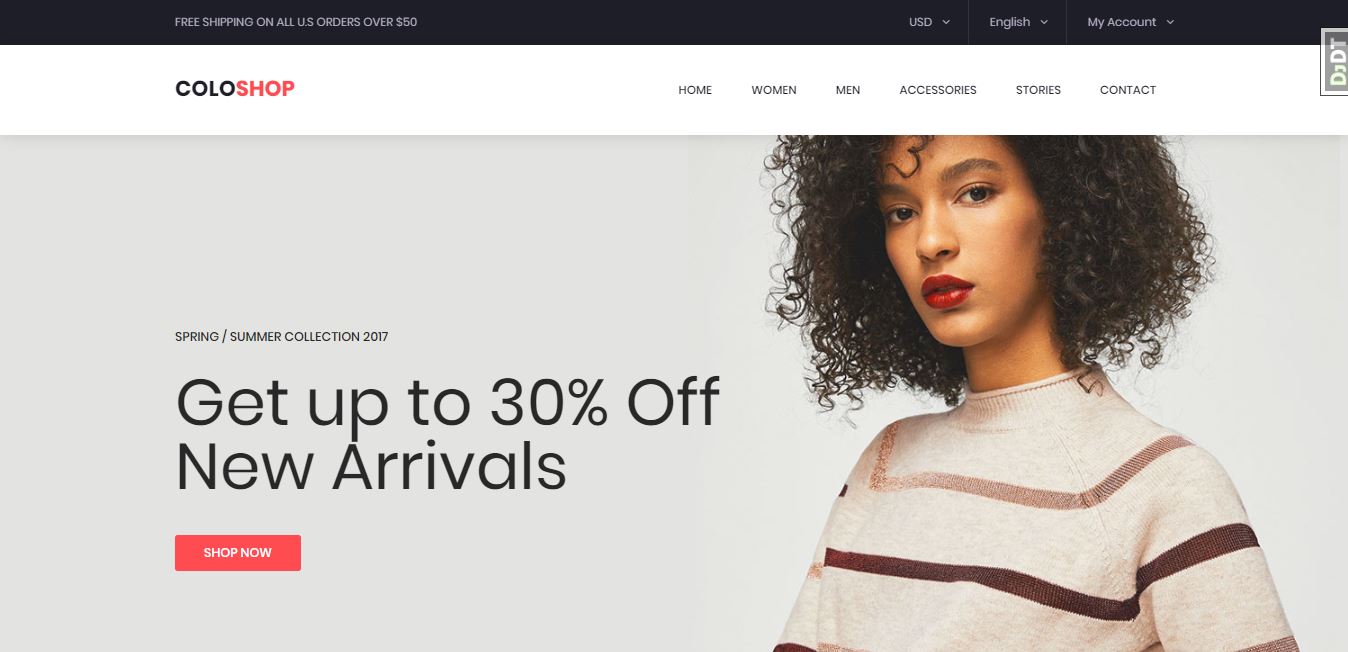 FREE SHIPPING ON ALL U.S ORDERS OVER $50
USD
English
My Account
COLOSHOP
HOME
WOMEN
MEN
ACCESSORIES
STORIES
CONTACT
DJDT
SPRING / SUMMER COLLECTION 2017
Get up to 30% Off
New Arrivals
SHOP NOW